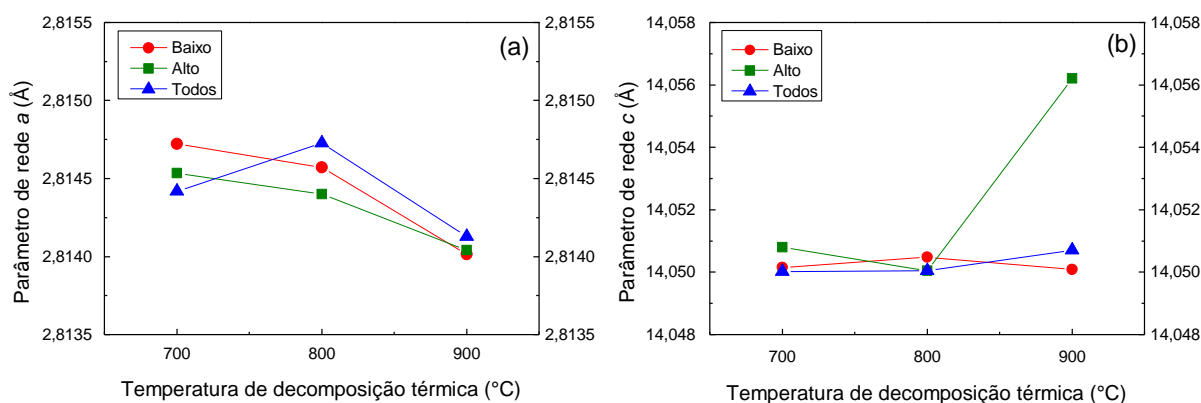 (a)
Baixo
Alto
Todos
Parâmetro de rede a (Å)
2,8155
2,8150
2,8145
2,8140
2,8135
2,8155
2,8150
2,8145
2,8140
2,8135
700 800 900
Temperatura de decomposição térmica (°C)
(b)
Baixo
Alto
Todos
Parâmetro de rede c (Å)
14,058
14,056
14,054
14,052
14,050
14,048
14,058
14,056
14,054
14,052
14,050
14,048
700 800 900
Temperatura de decomposição térmica (°C)